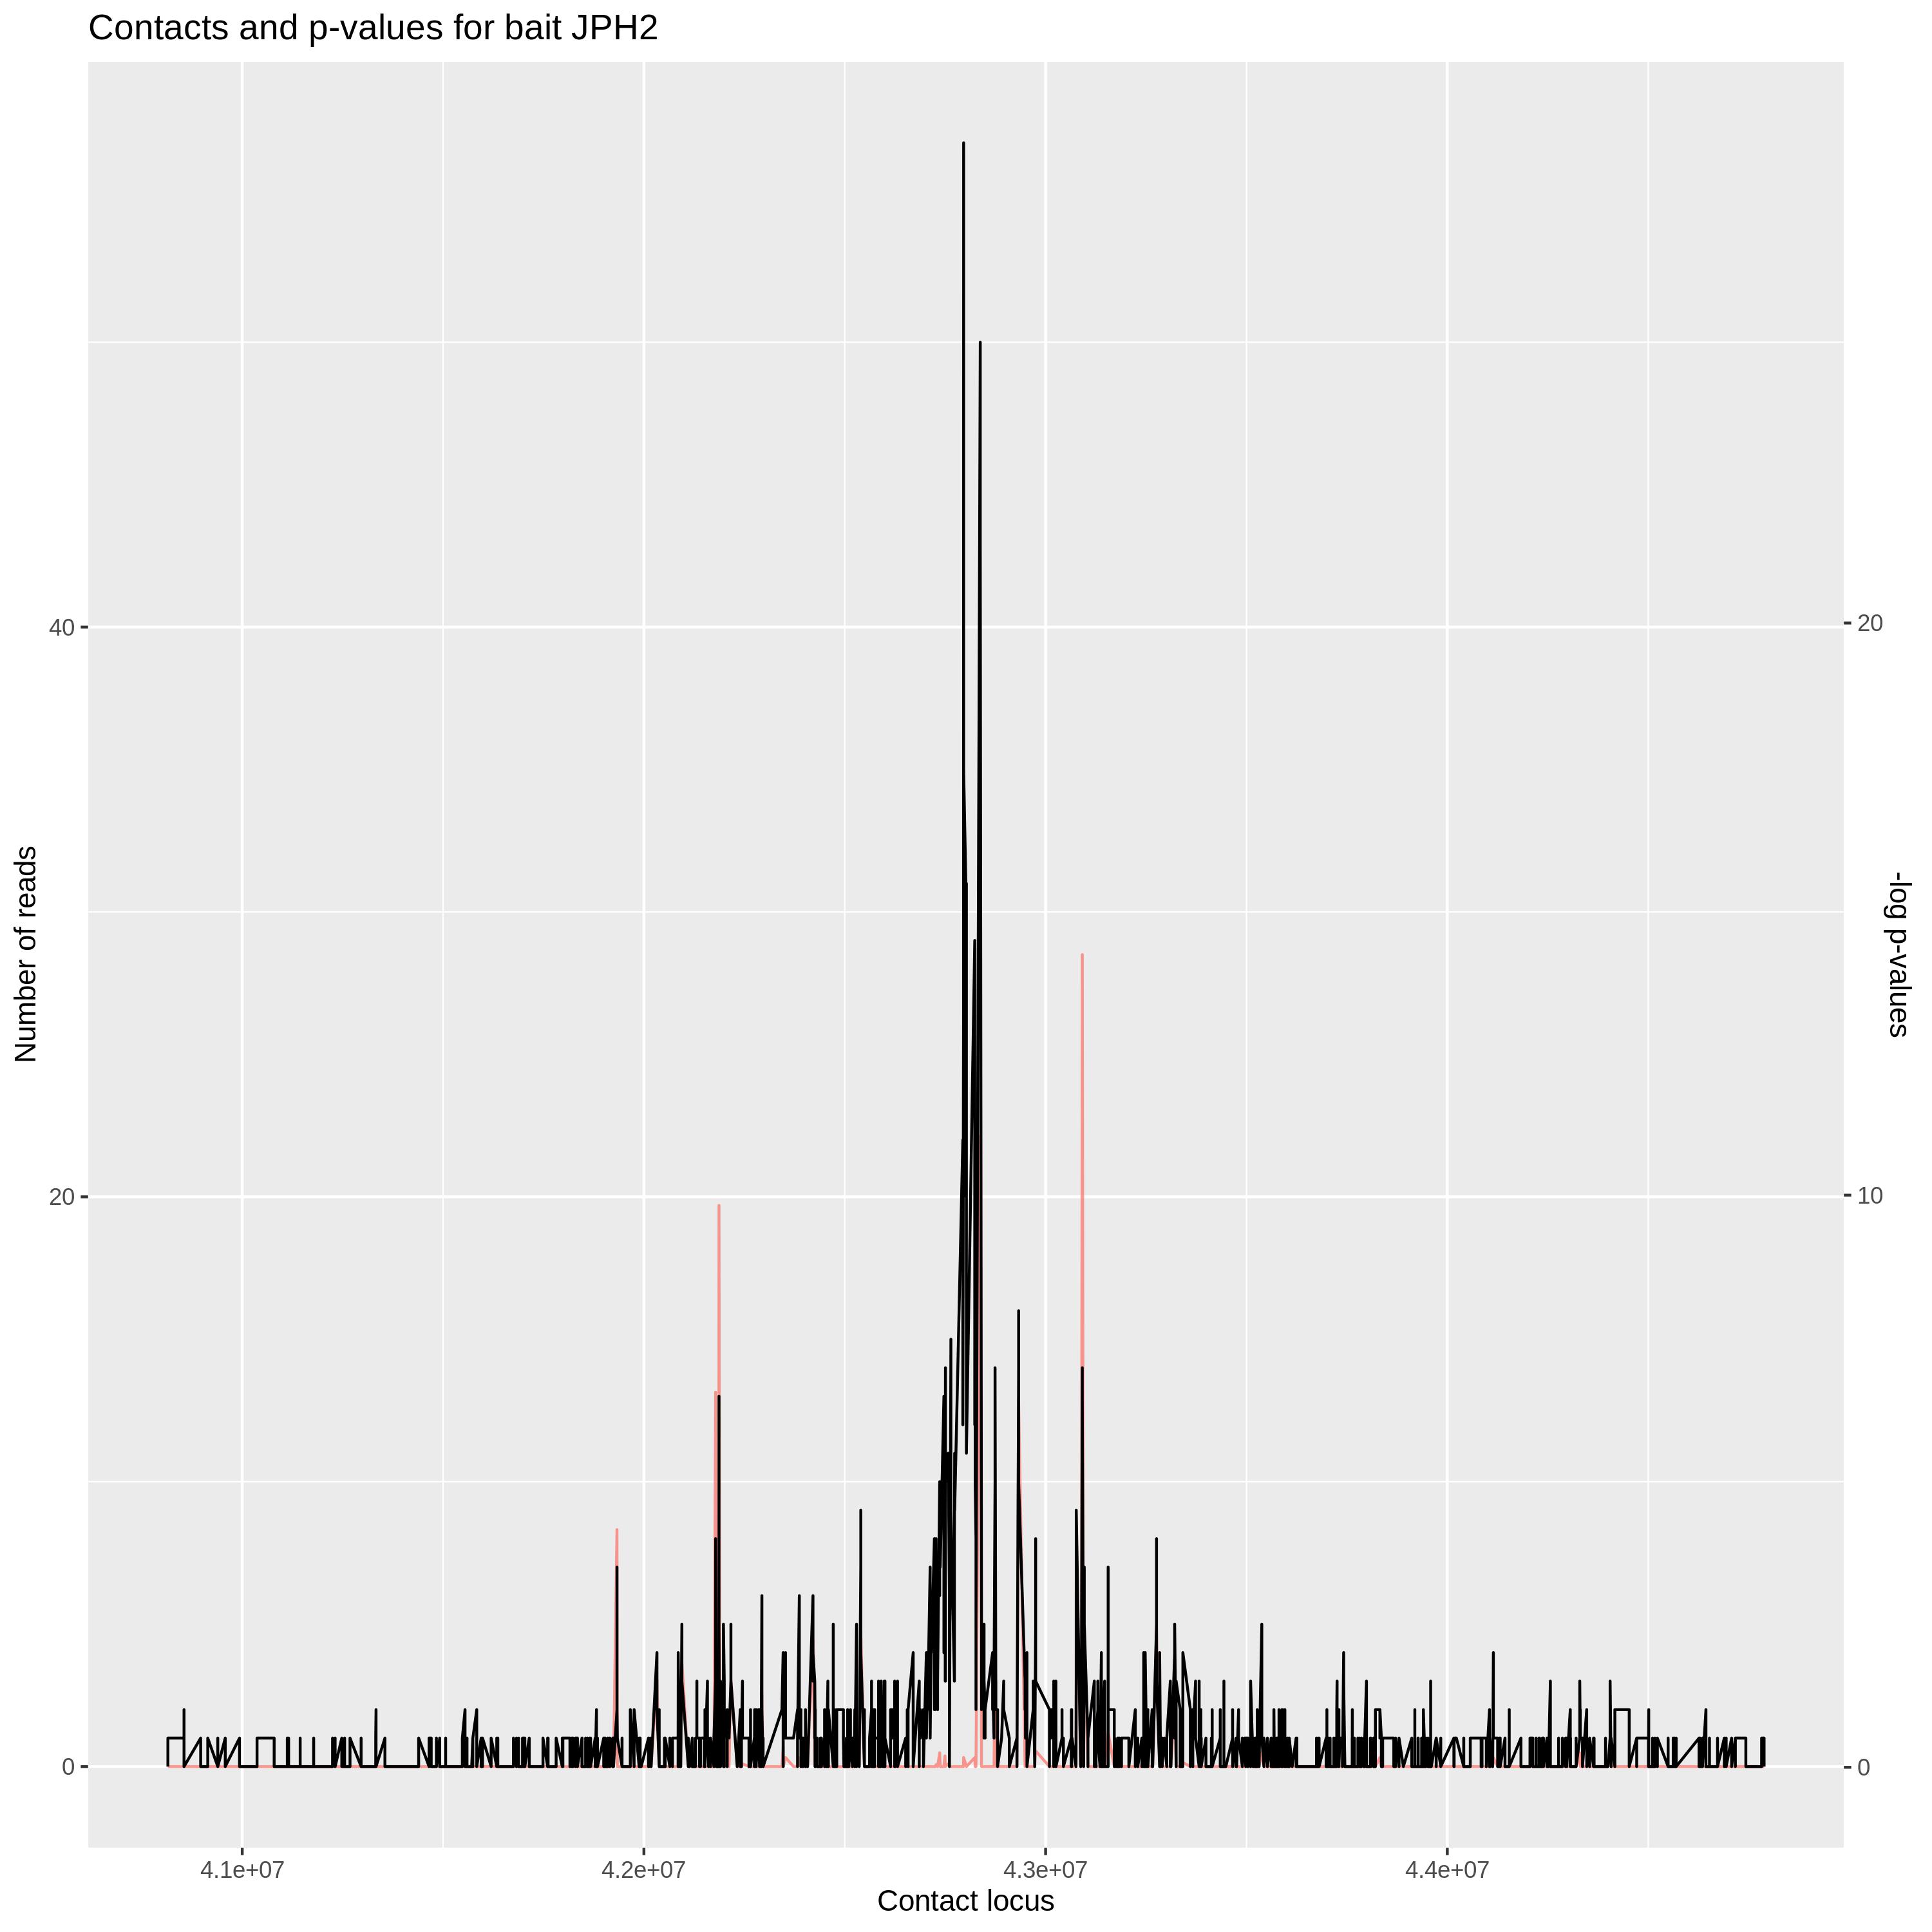 Contacts and p-values for bait JPH2
Number of reads
40
20
0
20
10
0
-log p-values
4.1e+07 4.2e+07 4.3e+07 4.4e+07
Contact locus